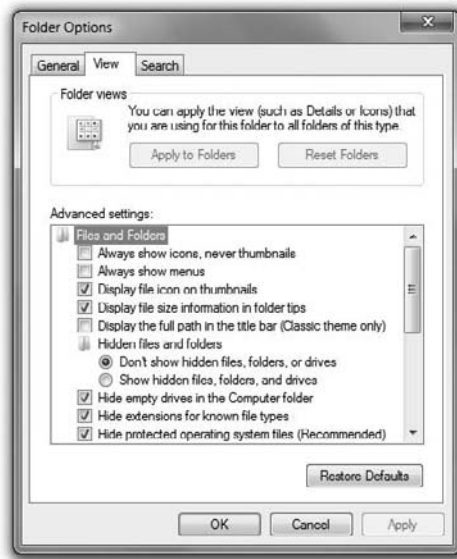 Folder Options
General View Search
Folder views
You can apply the view (such as Details or Icons) that
you are using for this folder to all folders of this type.
Apply to Folders Reset Folders
Advanced settings:
Files and Folders
Always show icons, never thumbnails
Always show menus
Display file icon on thumbnails
Display file size information in folder tips
Display the full path in the title bar (Classic theme only)
Hidden files and folders
Don't show hidden files, folders, or drives
Show hidden files, folders, and drives
Hide empty drives in the Computer folder
Hide extensions for known file types
Hide protected operating system files (Recommended)
Restore Defaults
OK Cancel Apply